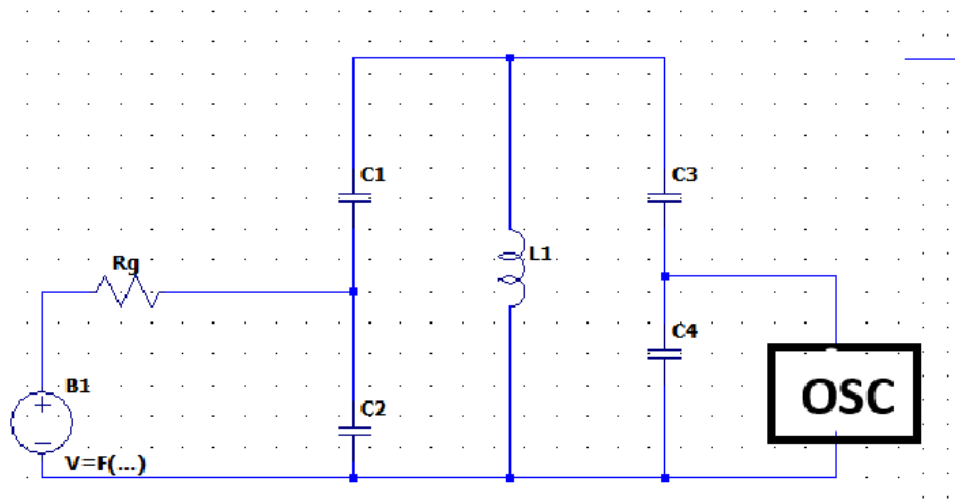 C1
C3
Rg
L1
C4
B1
C2
OSC
V=F(...)